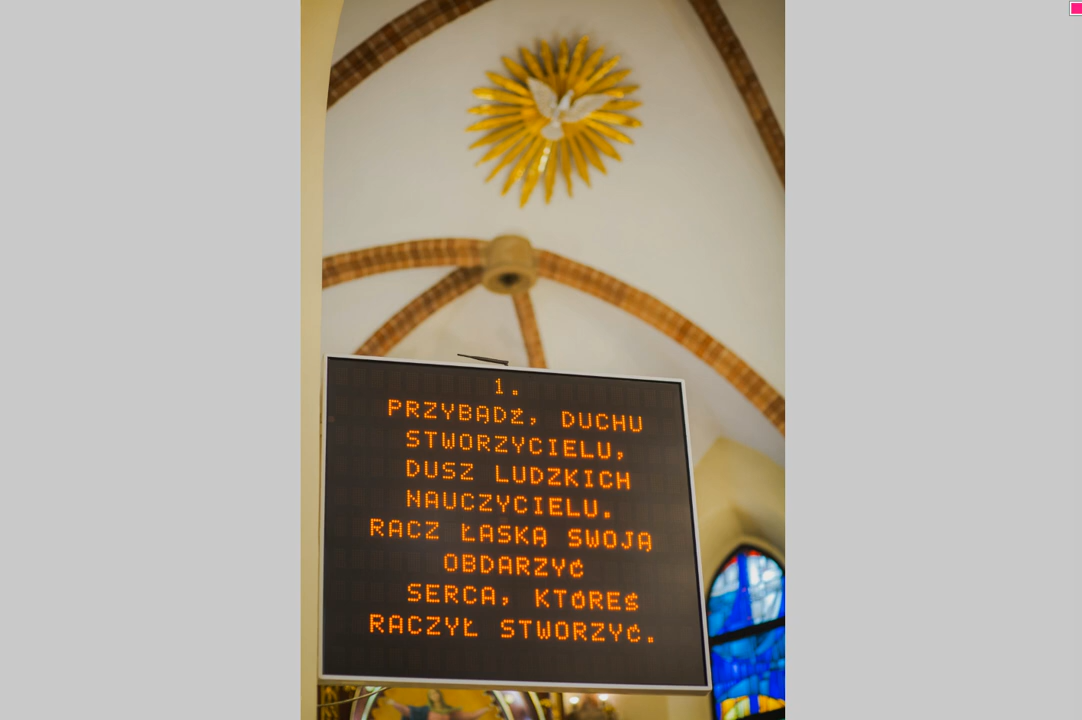 1.
PRZYBĄDŹ, DUCHU
STWORZYCIELU,
DUSZ LUDZKICH
NAUCZYCIELU.
RACZ ŁASKĄ SWOJĄ
OBDARZYĆ
SERCA, KTÓREŚ
RACZYŁ STWORZYĆ.